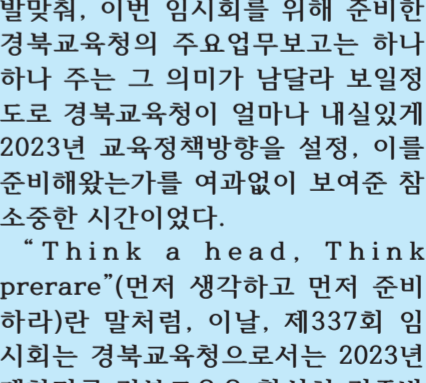 발맞춰, 이번 임시회를 위해 준비한
경북교육청의 주요업무보고는 하나
하나 주는 그 의미가 남달라 보일정
도로 경북교육청이 얼마나 내실있게
2023년 교육정책방향을 설정, 이를
준비해왔는가를 여과없이 보여준 참
소중한 시간이었다.
“Think a head, Think
prerare”(먼저 생각하고 먼저 준비
하라)란 말처럼, 이날, 제337회 임
시회는 경북교육청으로서는 2023년